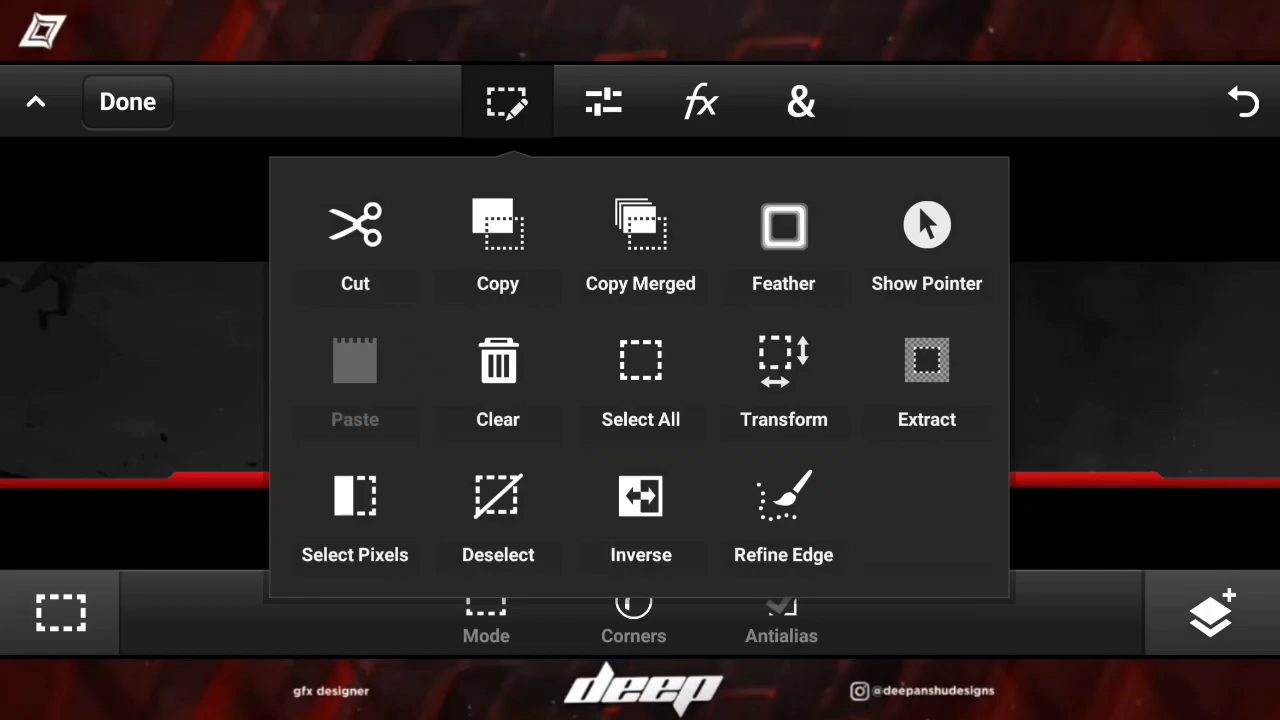 Done
fx
&
Cut
Copy
Copy Merged
Feather
Show Pointer
Paste
Clear
Select All
Transform
Extract
Select Pixels
Deselect
Inverse
Refine Edge
Mode
Corners
Antialias
gfx designer
deep
@deepanshudesigns